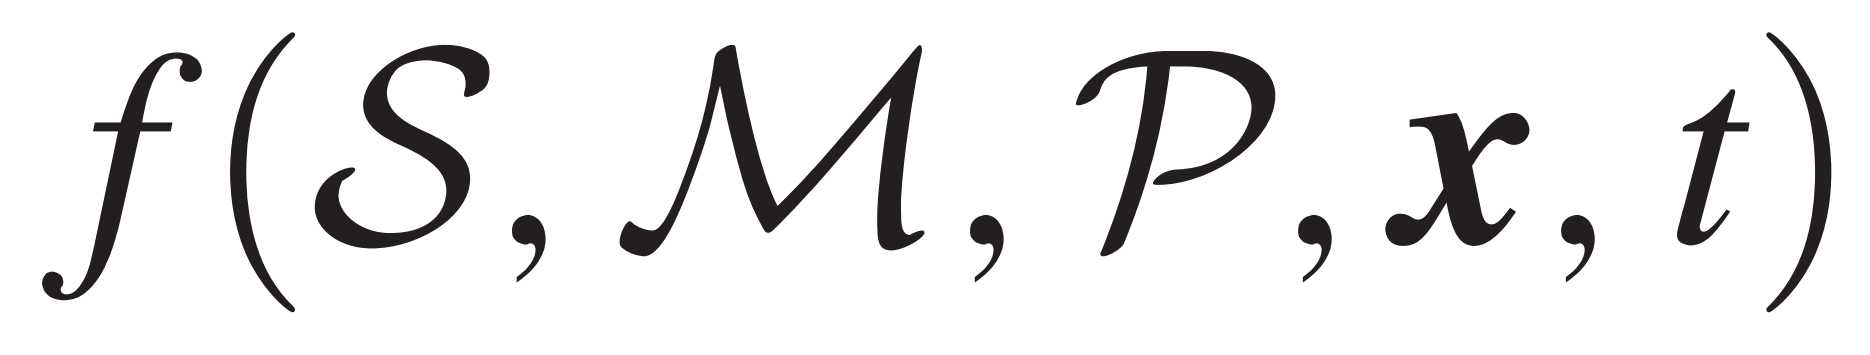 f(𝒮, ℳ, 𝒫, 𝒙, t)